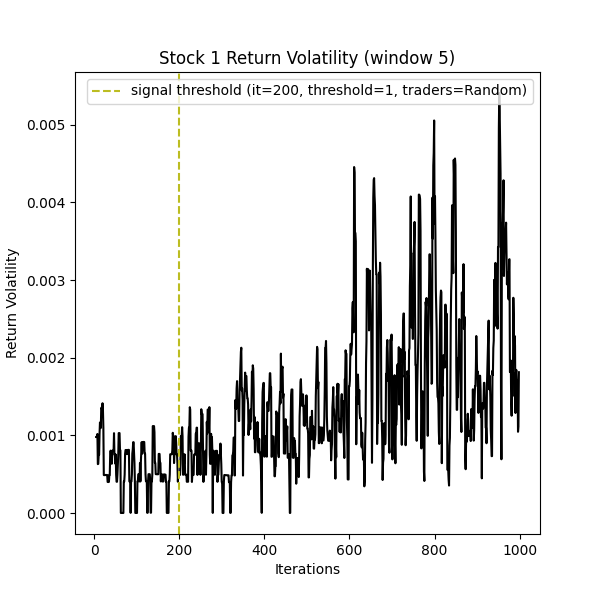 Stock 1 Return Volatility (window 5)
signal threshold (it=200, threshold=1, traders=Random)
0.005
0.004
0.003
0.002
0.001
0.000
Return Volatility
0 200 400 600 800 1000
Iterations